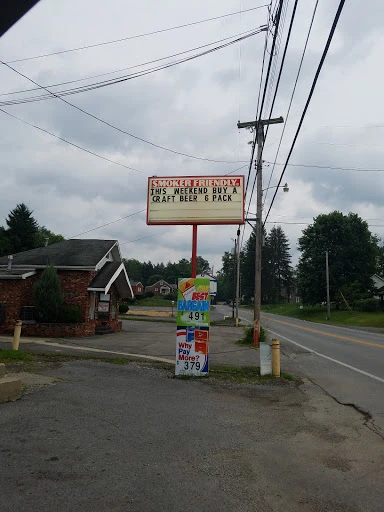 SMOKER FRIENDLY.
THIS WEEKEND BUY A
CRAFT BEER 6 PACK
BEST
BARGAIN
491
Why
Pay
More?
379